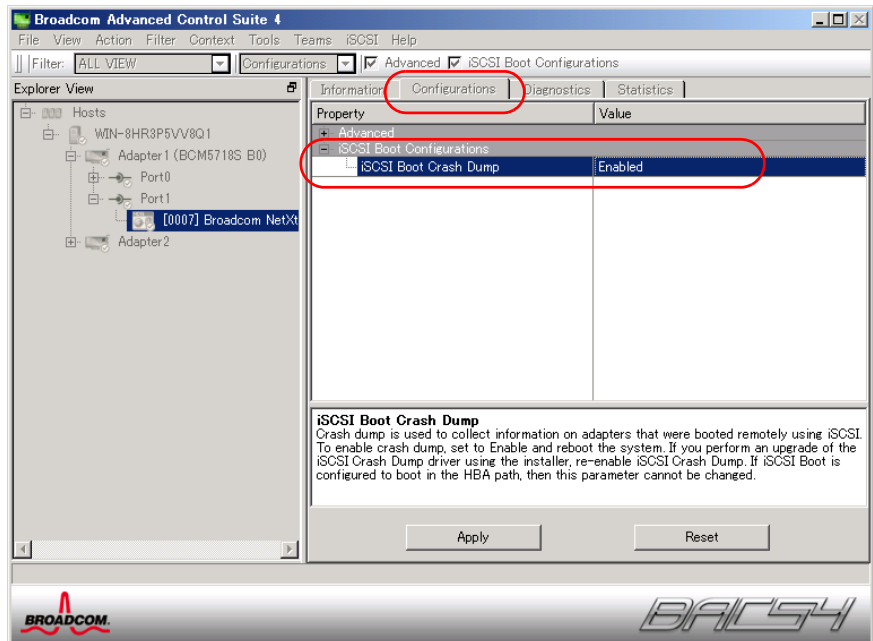 Broadcom Advanced Control Suite 4
File View Action Filter Context Tools Teams iSCSI Help
Filter: ALL VIEW Configurations Advanced iSCSI Boot Configurations
Explorer View
Information Configurations Diagnostics Statistics
Property Value
Hosts
WIN-8HR3P5VV8Q1
Adapter1 (BCM5718S B0)
Port0
Port1
[0007] Broadcom NetXt
Adapter2
Advanced
iSCSI Boot Configurations
iSCSI Boot Crash Dump Enabled
iSCSI Boot Crash Dump
Crash dump is used to collect information on adapters that were booted remotely using iSCSI.
To enable crash dump, set to Enable and reboot the system. If you perform an upgrade of the
iSCSI Crash Dump driver using the installer, re-enable iSCSI Crash Dump. If iSCSI Boot is
configured to boot in the HBA path, then this parameter cannot be changed.
Apply Reset
BROADCOM.
BACS4